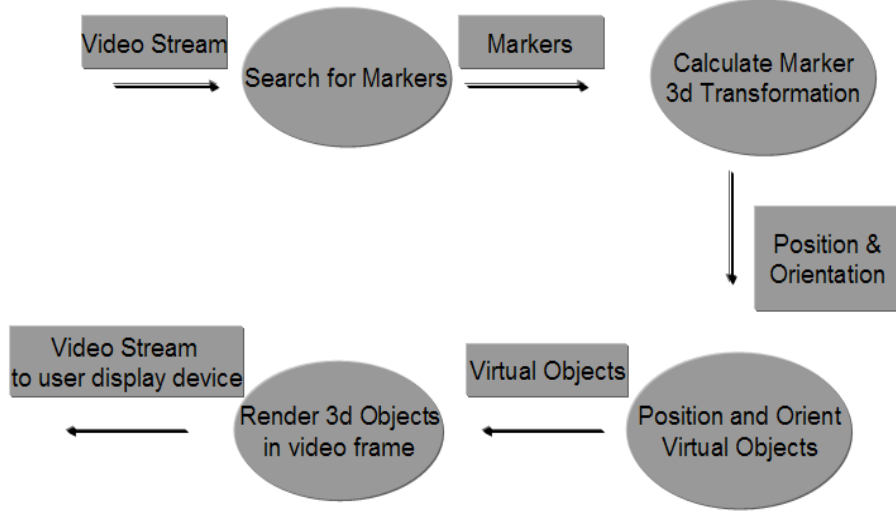 Video Stream
Search for Markers
Markers
Calculate Marker
3d Transformation
Position &
Orientation
Position and Orient
Virtual Objects
Virtual Objects
Render 3d Objects
in video frame
Video Stream
to user display device